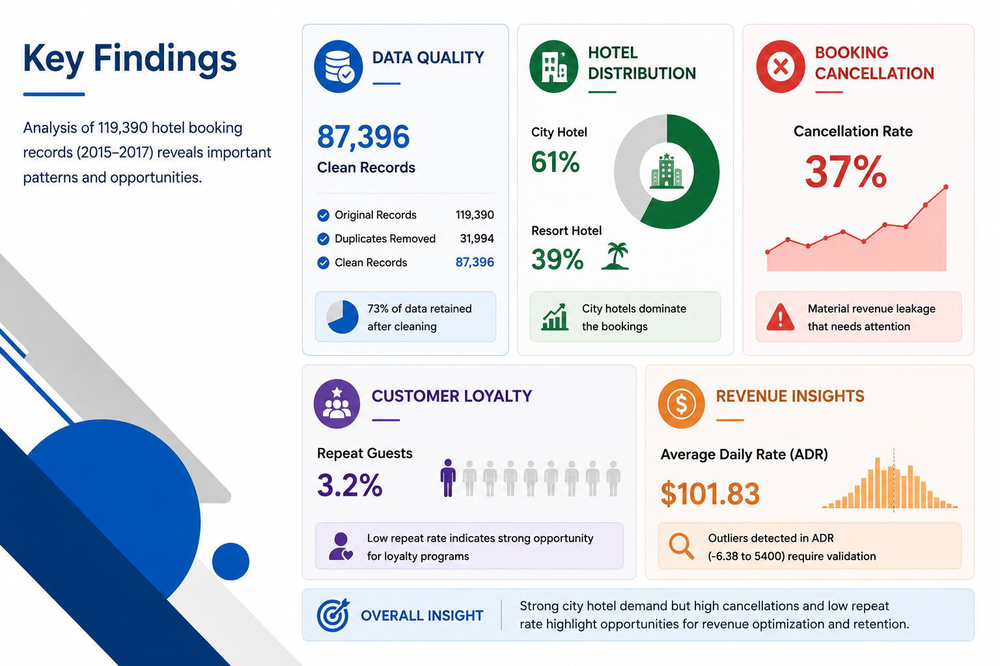 Key Findings
Analysis of 119,390 hotel booking
records (2015–2017) reveals important
patterns and opportunities.
DATA QUALITY
87,396
Clean Records
Original Records 119,390
Duplicates Removed 31,994
Clean Records 87,396
73% of data retained
after cleaning
HOTEL
DISTRIBUTION
City Hotel
61%
Resort Hotel
39%
City hotels dominate
the bookings
BOOKING
CANCELLATION
Cancellation Rate
37%
Material revenue leakage
that needs attention
CUSTOMER LOYALTY
Repeat Guests
3.2%
Low repeat rate indicates strong opportunity
for loyalty programs
REVENUE INSIGHTS
Average Daily Rate (ADR)
$101.83
Outliers detected in ADR
(-6.38 to 5400) require validation
OVERALL INSIGHT
Strong city hotel demand but high cancellations and low repeat
rate highlight opportunities for revenue optimization and retention.